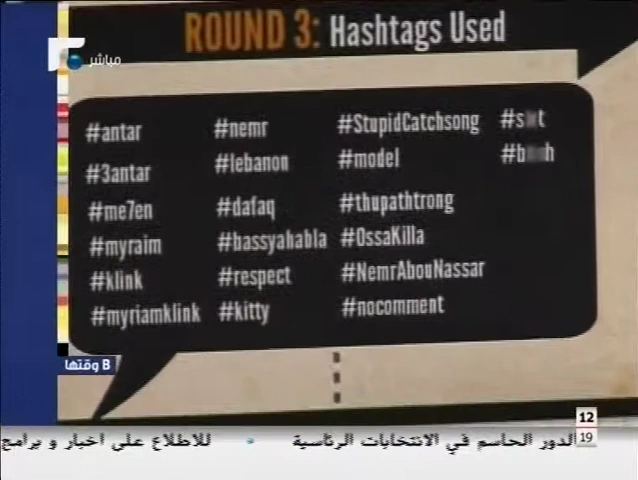 ROUND 3: Hashtags Used
مباشر
#antar
#3antar
#me7en
#myraim
#klink
#myriamklink
#nemr
#lebanon
#dafaq
#bassyahabla
#respect
#kitty
#StupidCatchsong
#model
#thupathtrong
#OssaKilla
#NemrAbouNassar
#nocomment
#s t
#b h
B وقتها
12
19
الدور الحاسم في الانتخابات الرئاسية • للاطلاع على اخبار و برامج